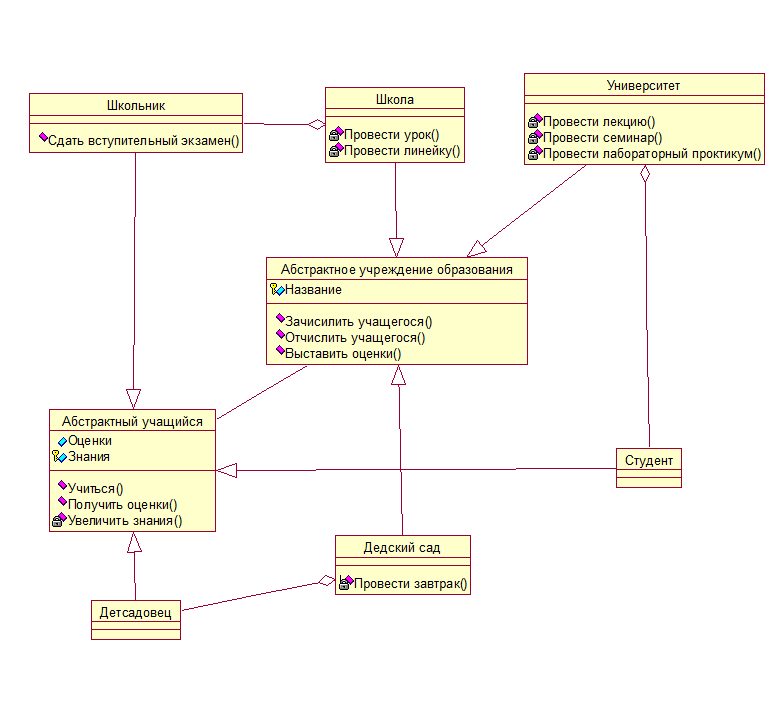 Школьник
Сдать вступительный экзамен()
Школа
Провести урок()
Провести линейку()
Университет
Провести лекцию()
Провести семинар()
Провести лабораторный проктикум()
Абстрактное учреждение образования
Название
Зачисилить учащегося()
Отчислить учащегося()
Выставить оценки()
Абстрактный учащийся
Оценки
Знания
Учиться()
Получить оценки()
Увеличить знания()
Студент
Дедский сад
Провести завтрак()
Детсадовец